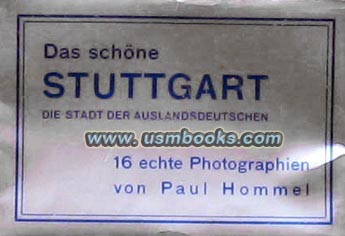 Das schöne
STUTTGART
DIE STADT DER AUSLANDSDEUTSCHEN
www. usmbooks. com
16 echte Photographien
von Paul Hommel